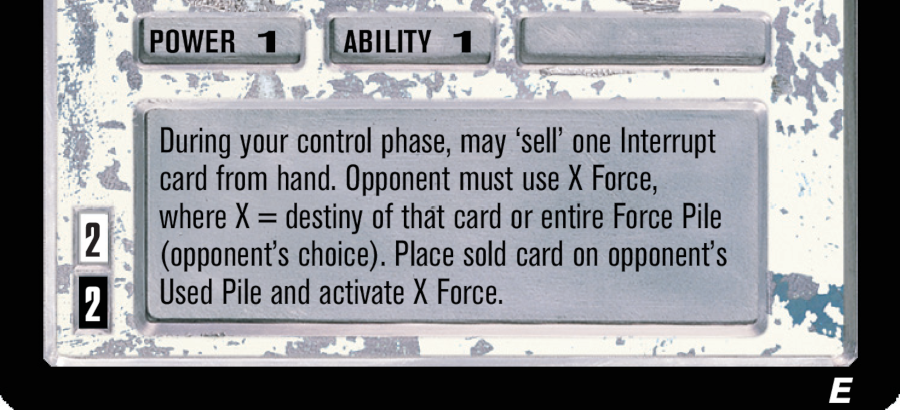 POWER 1 ABILITY 1
During your control phase, may ‘sell’ one Interrupt
card from hand. Opponent must use X Force,
where X = destiny of that card or entire Force Pile
(opponent’s choice). Place sold card on opponent’s
Used Pile and activate X Force.
2
2
E